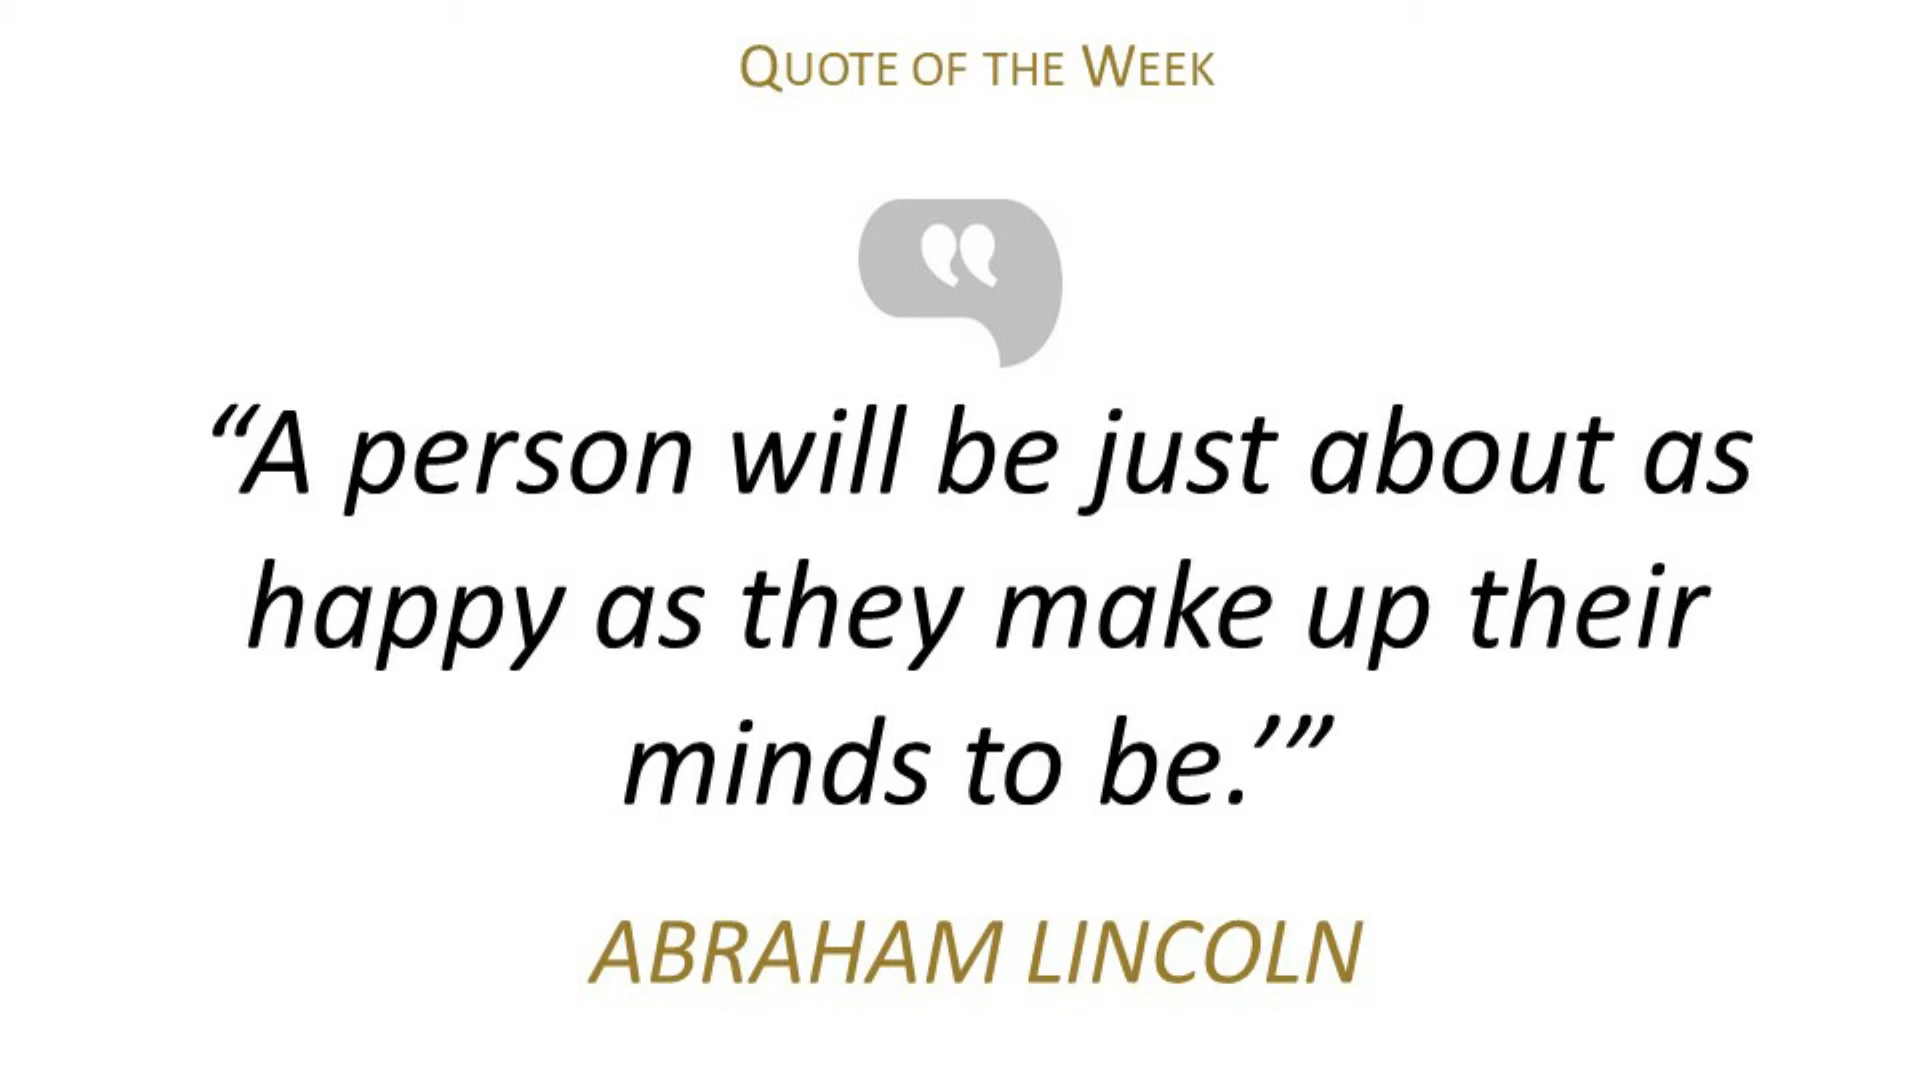 QUOTE OF THE WEEK
“A person will be just about as
happy as they make up their
minds to be.’”
ABRAHAM LINCOLN